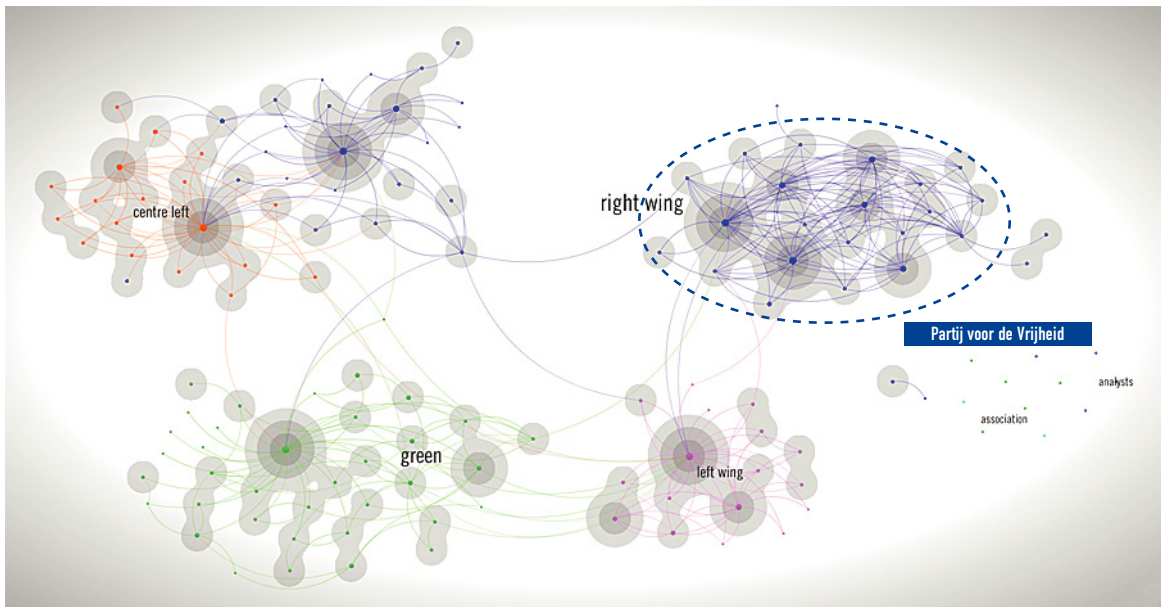 right wing
centre left
Partij voor de Vrijheid
analysts
association
green
left wing